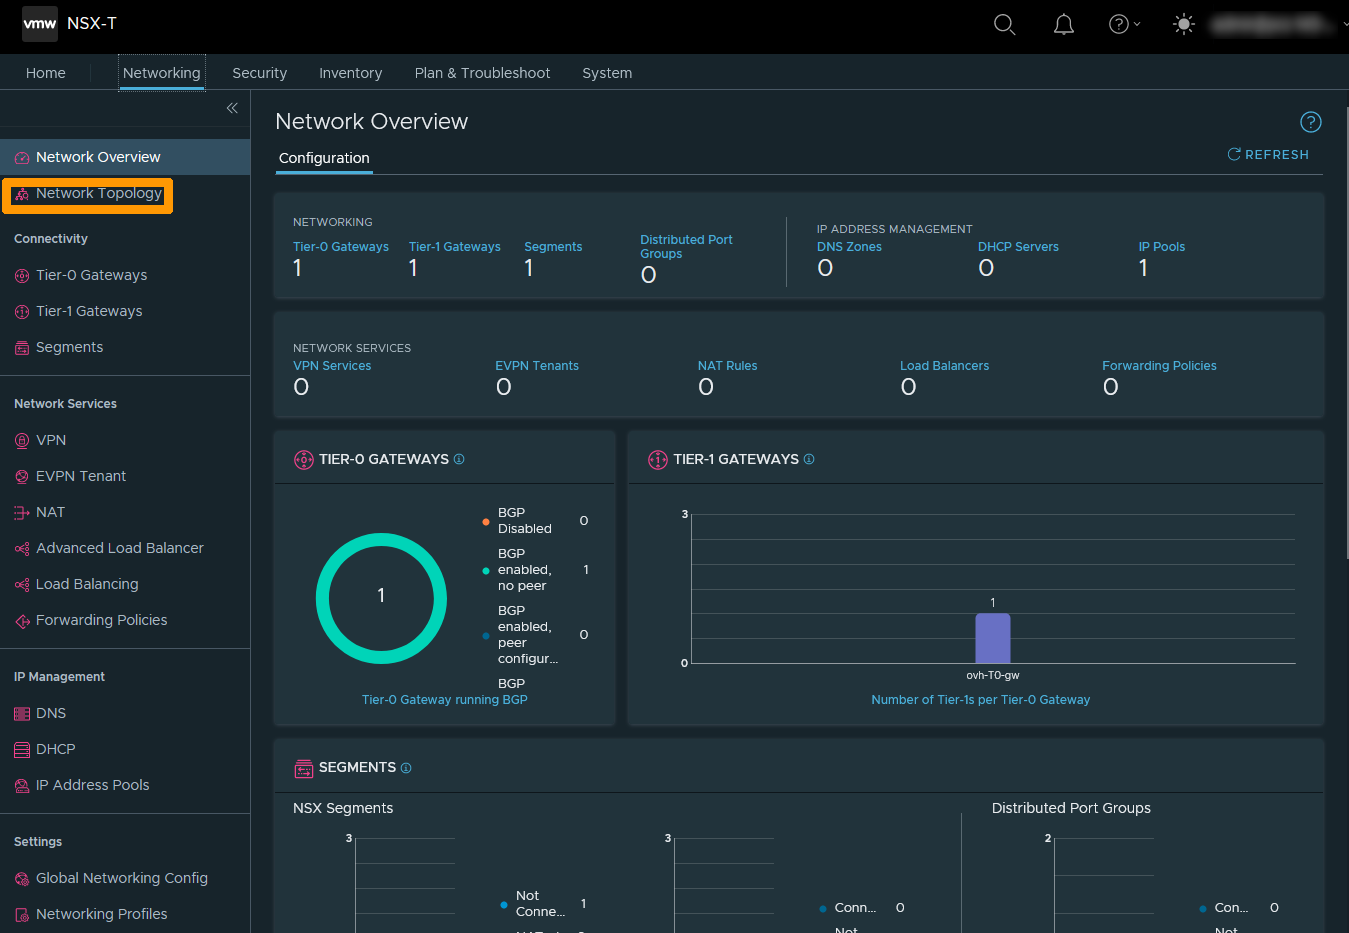 vmw NSX-T
Home Networking Security Inventory Plan & Troubleshoot System
Network Overview
Network Topology
Connectivity
Tier-0 Gateways
Tier-1 Gateways
Segments
Network Services
VPN
EVPN Tenant
NAT
Advanced Load Balancer
Load Balancing
Forwarding Policies
IP Management
DNS
DHCP
IP Address Pools
Settings
Global Networking Config
Networking Profiles
Network Overview
Configuration
REFRESH
NETWORKING
Tier-0 Gateways
1
Tier-1 Gateways
1
Segments
1
Distributed Port
Groups
0
IP ADDRESS MANAGEMENT
DNS Zones
0
DHCP Servers
0
IP Pools
1
NETWORK SERVICES
VPN Services
0
EVPN Tenants
0
NAT Rules
0
Load Balancers
0
Forwarding Policies
0
TIER-0 GATEWAYS
1
BGP
Disabled
0
BGP
enabled,
no peer
1
BGP
enabled,
peer
configur...
0
BGP
Tier-0 Gateway running BGP
TIER-1 GATEWAYS
3
0
1
ovh-T0-gw
Number of Tier-1s per Tier-0 Gateway
SEGMENTS
NSX Segments
3
Not
Conne...
1
3
Conn...
0
Not
Distributed Port Groups
2
Con...
0
Not